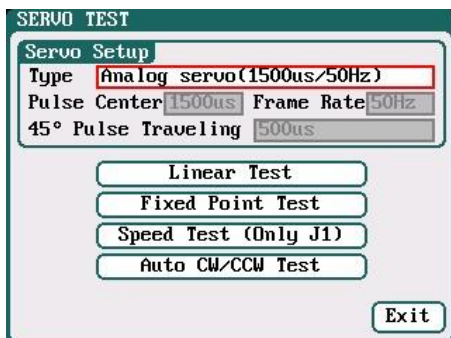 SERVO TEST
Servo Setup
Type Analog servo(1500us/50Hz)
Pulse Center 1500us Frame Rate 50Hz
45° Pulse Traveling 500us
Linear Test
Fixed Point Test
Speed Test (Only J1)
Auto CW/CCW Test
Exit